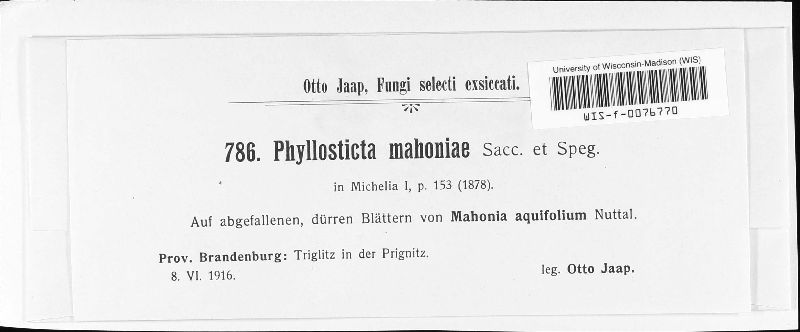 Otto Jaap, Fungi selecti exsiccati.
University of Wisconsin-Madison (WIS)
WIS-f-0076770
786. Phyllosticta mahoniae Sacc. et Speg.
in Michelia I, p. 153 (1878).
Auf abgefallenen, dürren Blättern von Mahonia aquifolium Nuttal.
Prov. Brandenburg: Triglitz in der Prignitz.
8. VI. 1916.
leg. Otto Jaap.